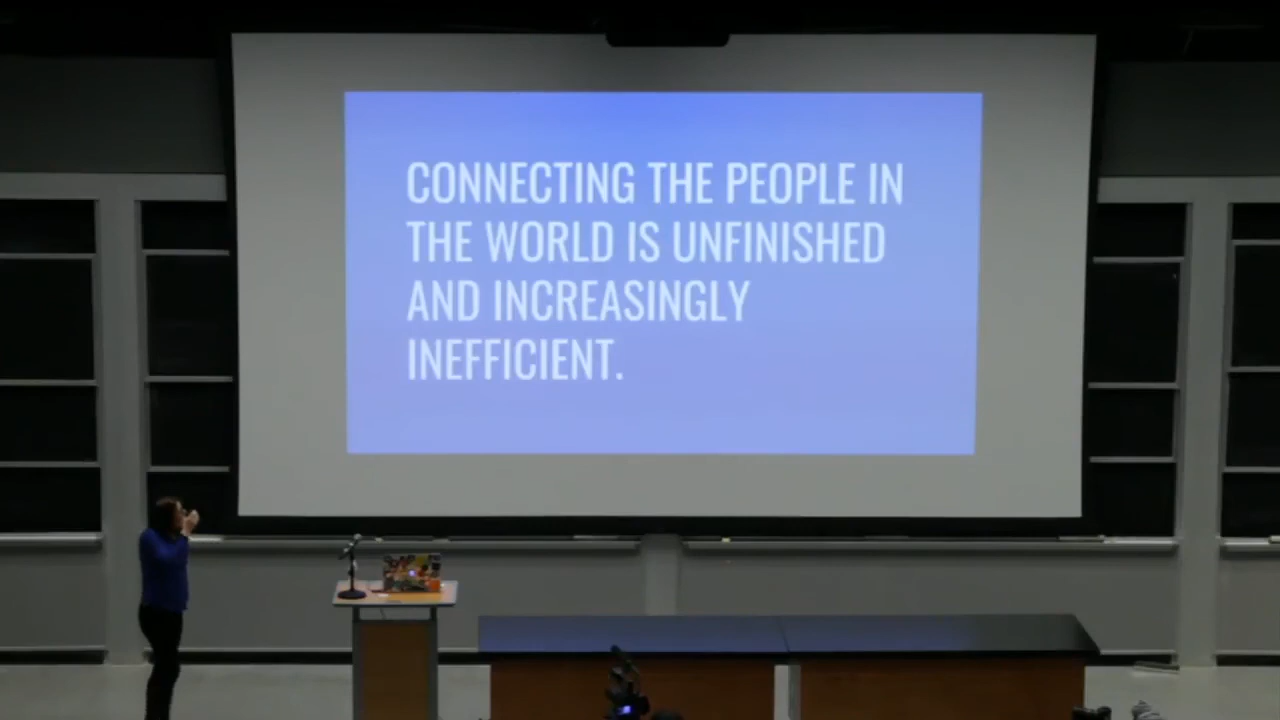 CONNECTING THE PEOPLE IN
THE WORLD IS UNFINISHED
AND INCREASINGLY
INEFFICIENT.